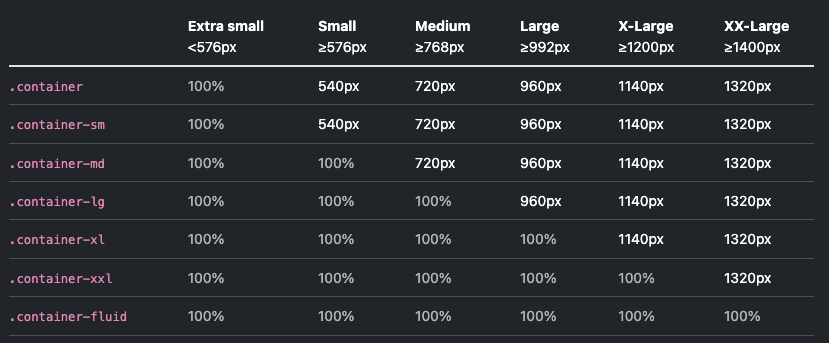 Extra small Small Medium Large X-Large XX-Large
<576px ≥576px ≥768px ≥992px ≥1200px ≥1400px
.container 100% 540px 720px 960px 1140px 1320px
.container-sm 100% 540px 720px 960px 1140px 1320px
.container-md 100% 100% 720px 960px 1140px 1320px
.container-lg 100% 100% 100% 960px 1140px 1320px
.container-xl 100% 100% 100% 100% 1140px 1320px
.container-xxl 100% 100% 100% 100% 100% 1320px
.container-fluid 100% 100% 100% 100% 100% 100%